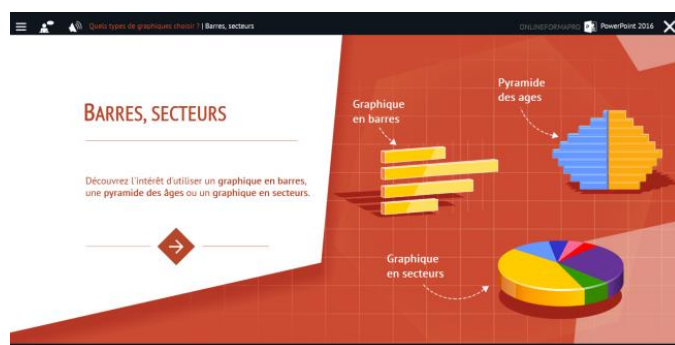 Quels types de graphiques choisir ? | Barres, secteurs
ONLINEFORMAPRO PowerPoint 2016
BARRES, SECTEURS
Découvrez l'intérêt d'utiliser un graphique en barres,
une pyramide des âges ou un graphique en secteurs.
Graphique
en barres
Pyramide
des ages
Graphique
en secteurs